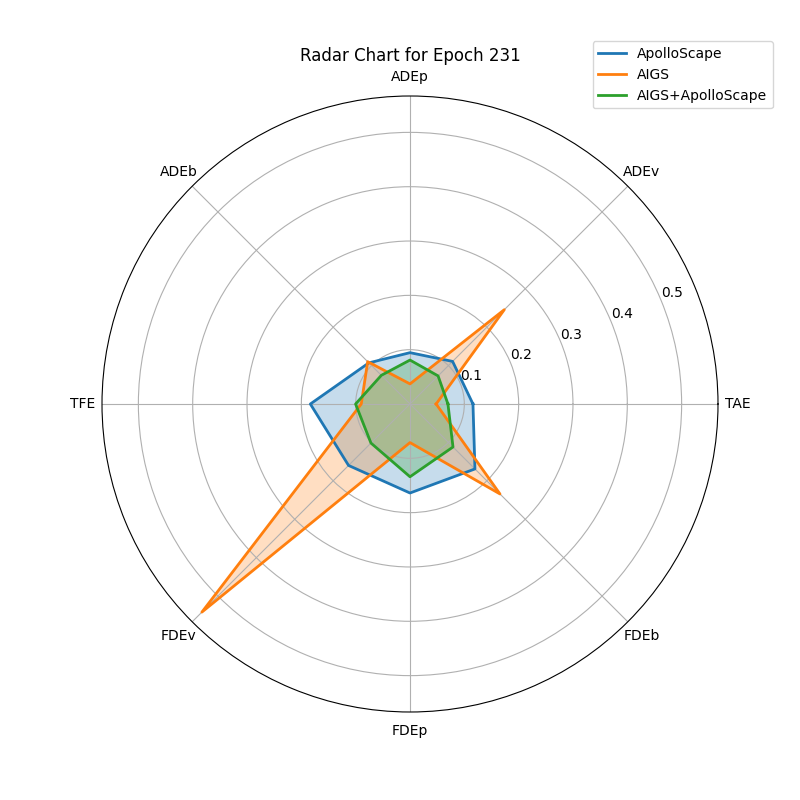 Radar Chart for Epoch 231
ApolloScape
AIGS
AIGS+ApolloScape
ADEp
ADEb
ADEv
0.5
0.4
0.3
0.2
0.1
TFE
TAE
FDEv
FDEb
FDEp